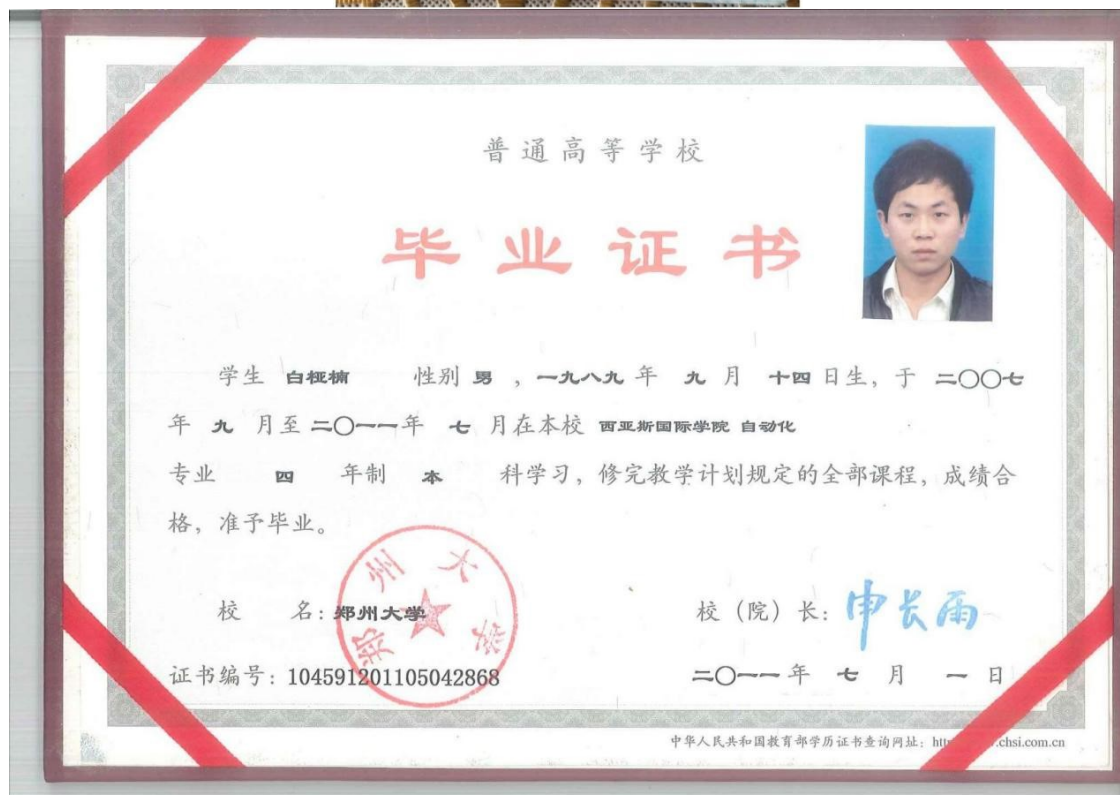 普通高等学校
毕业证书
学生 白桠楠 性别 男 ，一九八九 年 九 月 十四 日生，于 二〇〇七
年 九 月至 二〇一一 年 七 月在本校 西亚斯国际学院 自动化
专业 四 年制 本 科学习，修完教学计划规定的全部课程，成绩合
格，准予毕业。
郑州大学
校 名：郑州大学 校（院）长：申长雨
证书编号：104591201105042868 二〇一一 年 七 月 一 日
中华人民共和国教育部学历证书查询网址： chsi.com.cn